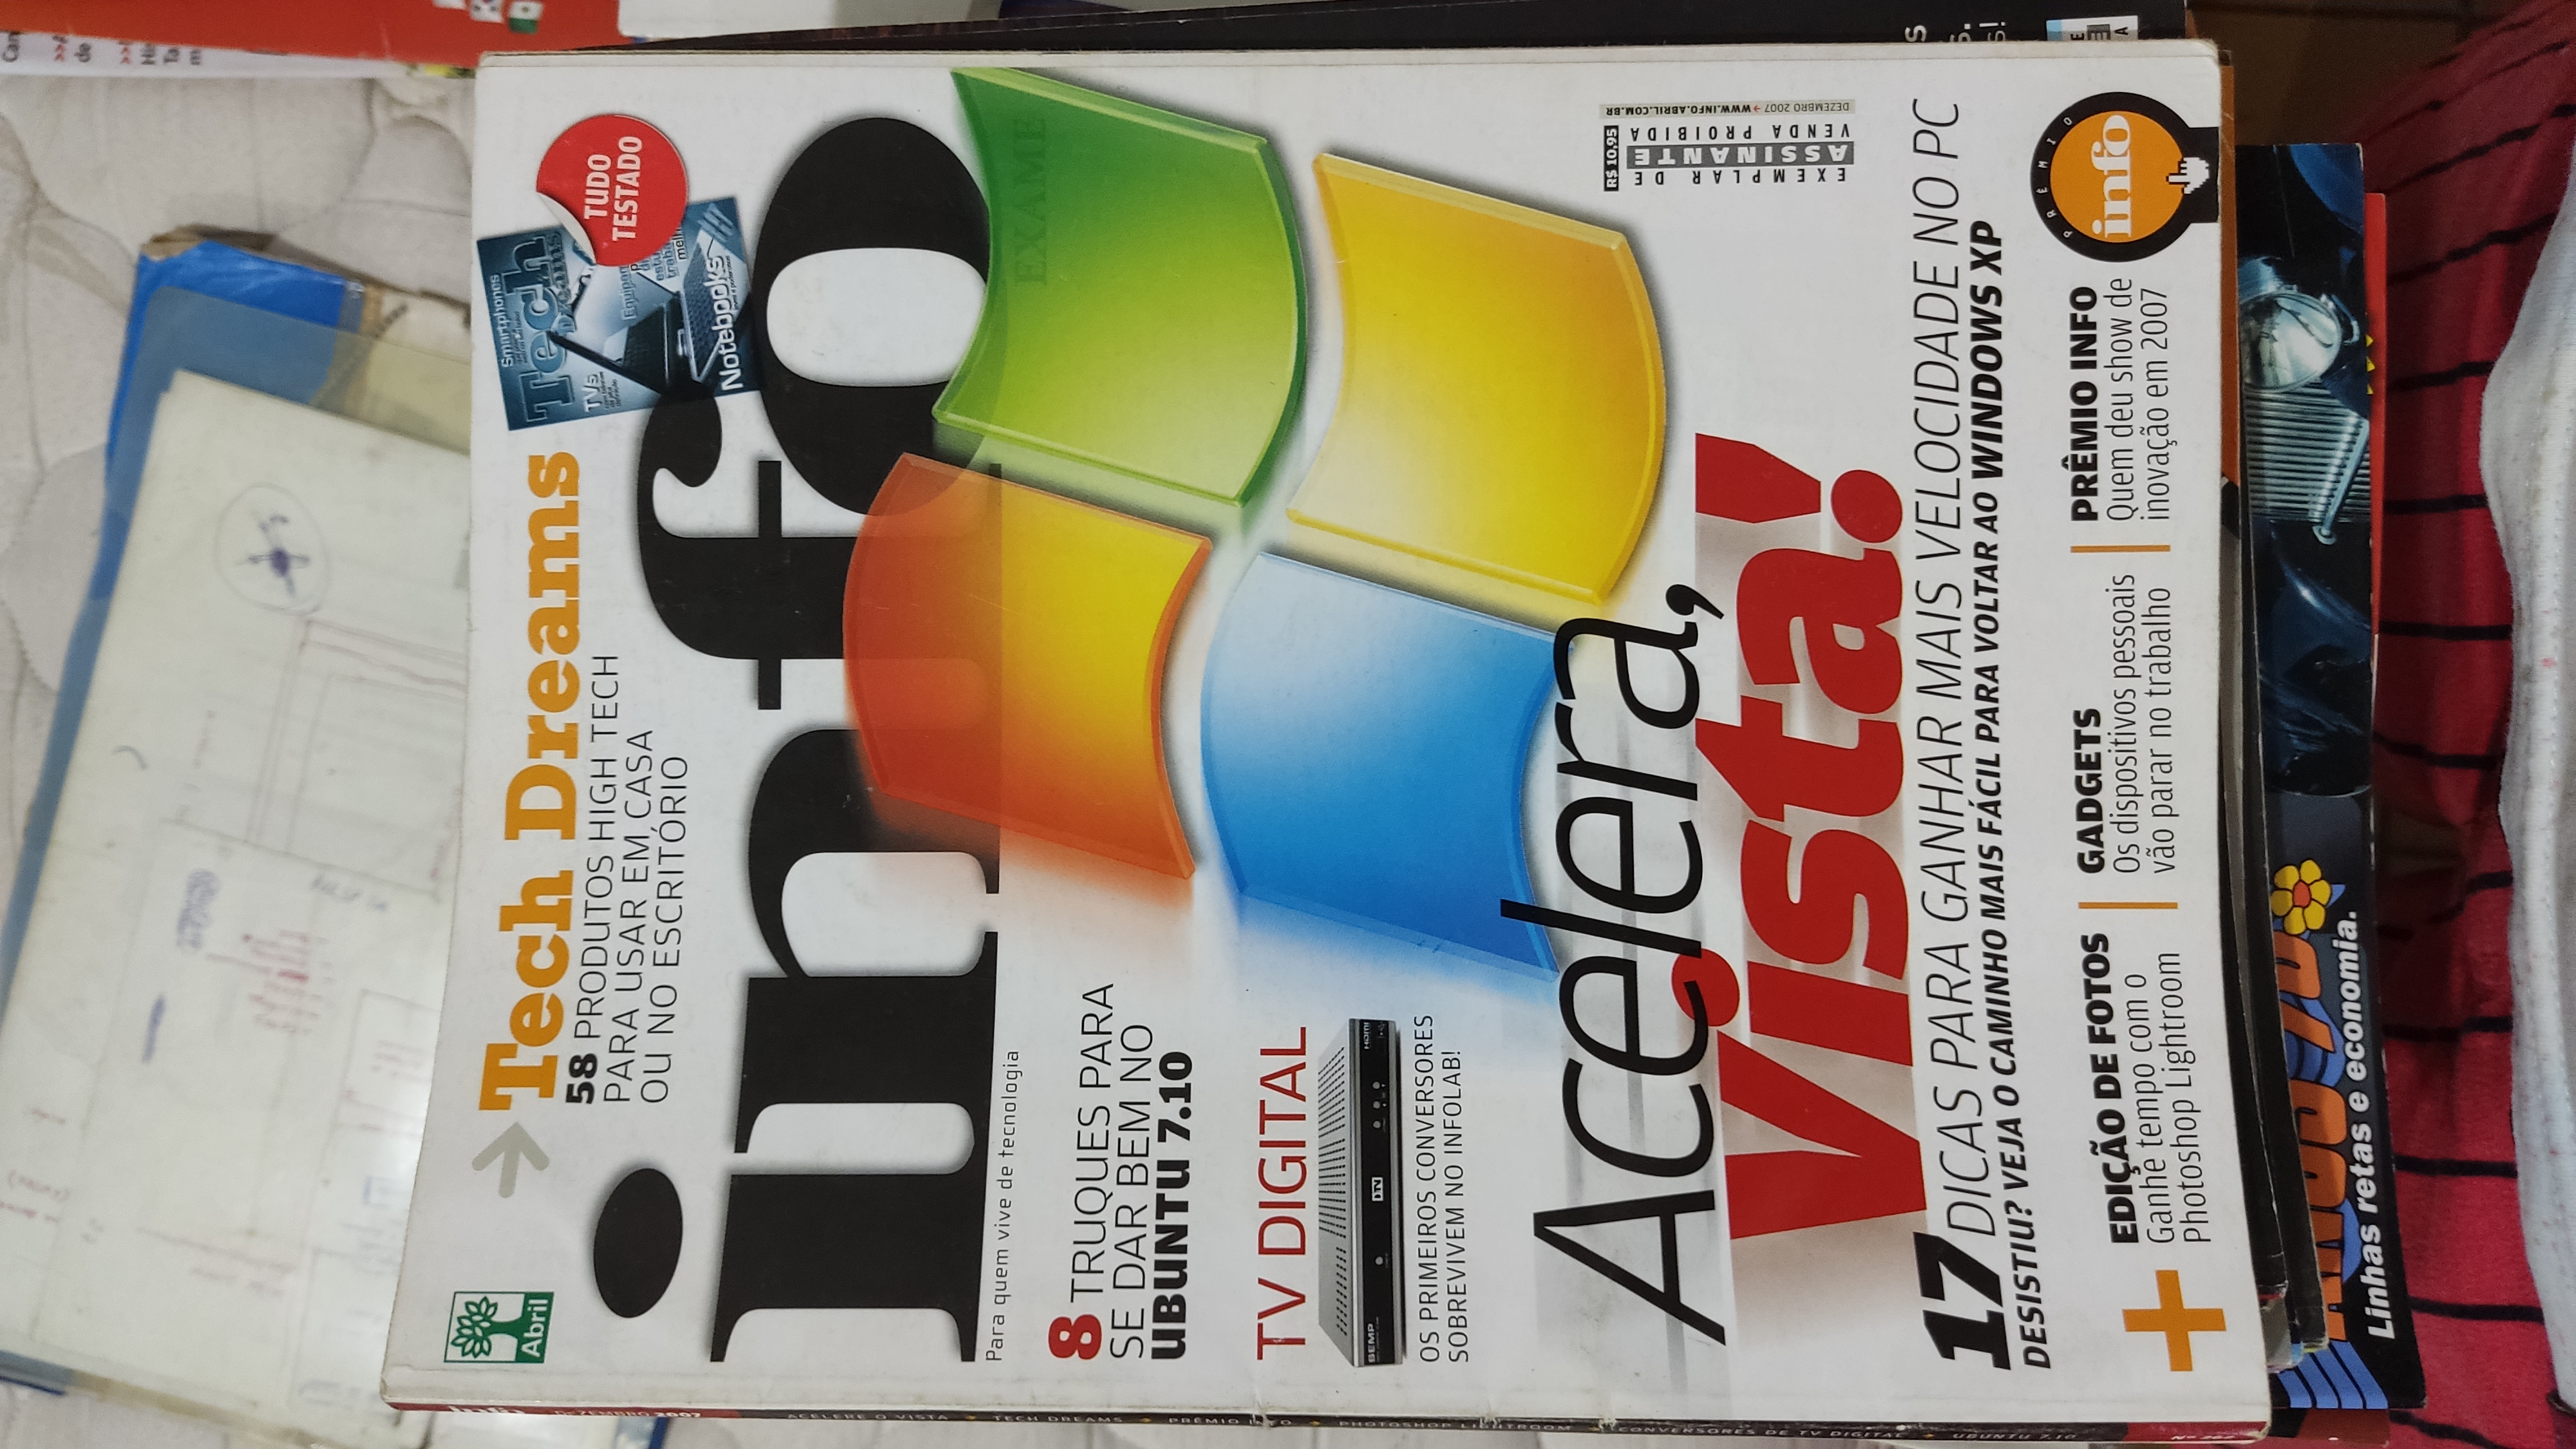 Abril
Tech Dreams
58 PRODUTOS HIGH TECH
PARA USAR EM CASA
OU NO ESCRITÓRIO
Smartphones
Tech
Dreams
TVs
Notebooks
TUDO
TESTADO
info
EXAME
Para quem vive de tecnologia
8 TRUQUES PARA
SE DAR BEM NO
UBUNTU 7.10
TV DIGITAL
SEMP
DTV
HDMI
OS PRIMEIROS CONVERSORES
SOBREVIVEM NO INFOLAB!
Acelera,
Vista!
R$ 10,95
EXEMPLAR DE
ASSINANTE
VENDA PROIBIDA
DEZEMBRO 2007 → WWW.INFO.ABRIL.COM.BR
17 DICAS PARA GANHAR MAIS VELOCIDADE NO PC
DESISTIU? VEJA O CAMINHO MAIS FÁCIL PARA VOLTAR AO WINDOWS XP
+
EDIÇÃO DE FOTOS
Ganhe tempo com o
Photoshop Lightroom
GADGETS
Os dispositivos pessoais
vão parar no trabalho
PRÊMIO INFO
Quem deu show de
inovação em 2007
PRÊMIO
info
ANOS 70
Linhas retas e economia.